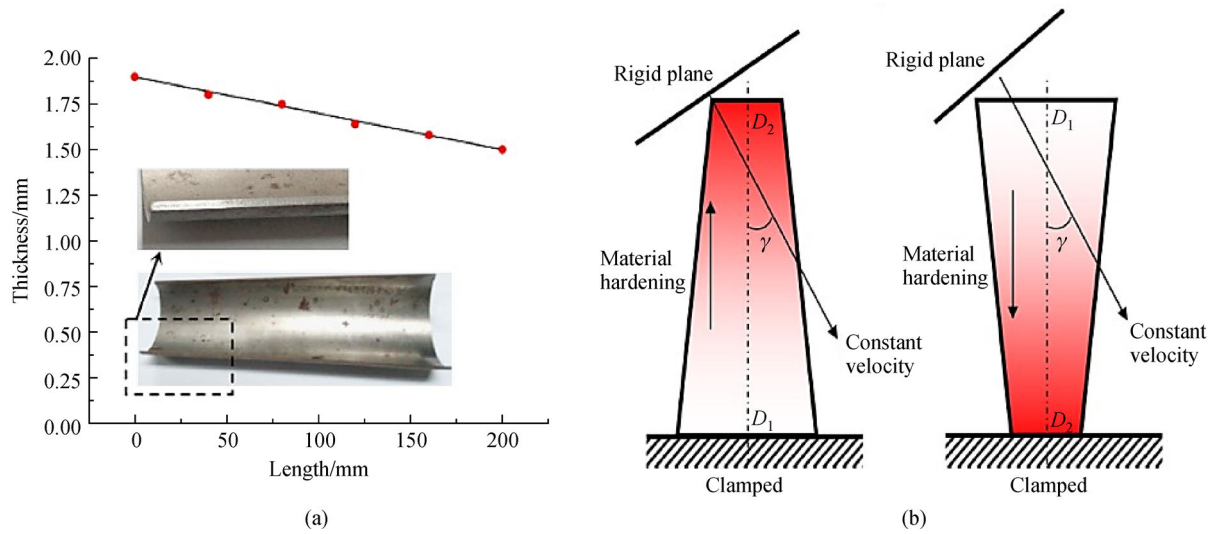 2.00
1.75
1.50
1.25
1.00
0.75
0.50
0.25
0.00
Thickness/mm
0
50
100
150
200
Length/mm
(a)
Rigid plane
D2
γ
Material
hardening
Constant
velocity
D1
Clamped
Rigid plane
D1
γ
Material
hardening
Constant
velocity
D2
Clamped
(b)